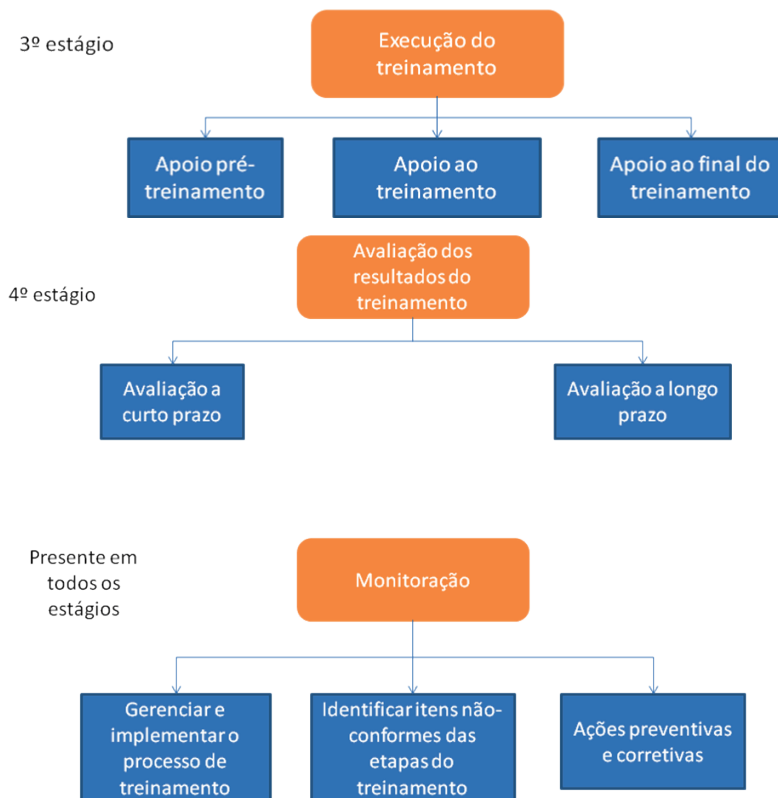 3º estágio
Execução do
treinamento
Apoio pré-
treinamento
Apoio ao
treinamento
Apoio ao final do
treinamento
4º estágio
Avaliação dos
resultados do
treinamento
Avaliação a
curto prazo
Avaliação a longo
prazo
Presente em
todos os
estágios
Monitoração
Gerenciar e
implementar o
processo de
treinamento
Identificar itens não-
conformes das
etapas do
treinamento
Ações preventivas
e corretivas